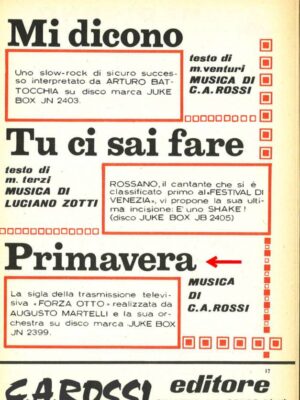 Mi dicono
Uno slow-rock di sicuro succes-
so interpretato da ARTURO BAT-
TOCCHIA su disco marca JUKE
BOX JN 2403.
testo di
m.venturi
MUSICA DI
C.A.ROSSI
Tu ci sai fare
testo di
m. terzi
MUSICA DI
LUCIANO ZOTTI
ROSSANO, il cantante che si è
classificato primo al «FESTIVAL DI
VENEZIA», vi propone la sua ulti
ma incisione: E' uno SHAKE!
(disco JUKE BOX JB 2405)
Primavera
La sigla della trasmissione televi-
siva «FORZA OTTO» realizzata da
AUGUSTO MARTELLI e la sua or-
chestra su disco marca JUKE BOX
JN 2399.
MUSICA
DI
C.A.ROSSI
17
C.A.ROSSI editore